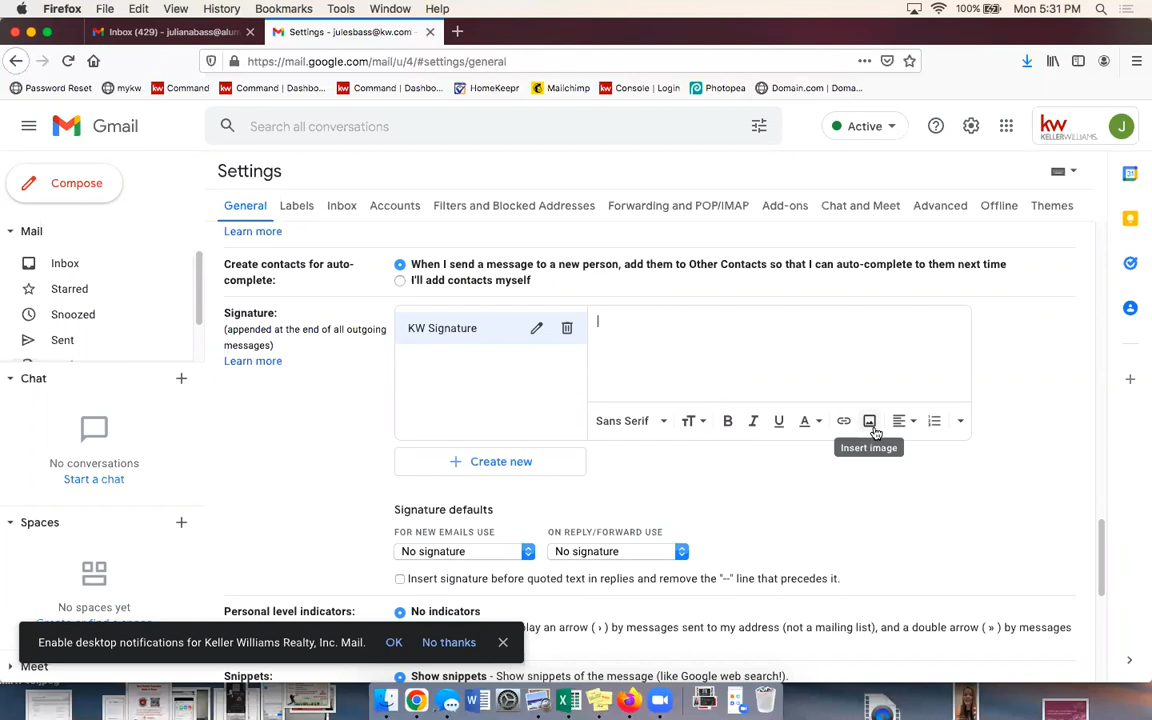 Firefox File Edit View History Bookmarks Tools Window Help 100% Mon 5:31 PM
Inbox (429) - julianabass@alum
Settings - julesbass@kw.com -
https://mail.google.com/mail/u/4/#settings/general
Password Reset mykw Command Command | Dashbo... Command | Dashbo... HomeKeepr Mailchimp Console | Login Photopea Domain.com | Doma...
Gmail Search all conversations Active kw KELLERWILLIAMS. J
Compose
Settings
General Labels Inbox Accounts Filters and Blocked Addresses Forwarding and POP/IMAP Add-ons Chat and Meet Advanced Offline Themes
Mail
Inbox
Starred
Snoozed
Sent
Chat
No conversations
Start a chat
Spaces
No spaces yet
Meet
Learn more
Create contacts for auto-
complete:
When I send a message to a new person, add them to Other Contacts so that I can auto-complete to them next time
I'll add contacts myself
Signature:
(appended at the end of all outgoing
messages)
Learn more
KW Signature
Sans Serif
Insert image
Create new
Signature defaults
FOR NEW EMAILS USE ON REPLY/FORWARD USE
No signature No signature
Insert signature before quoted text in replies and remove the "--" line that precedes it.
Personal level indicators:
No indicators
lay an arrow ( › ) by messages sent to my address (not a mailing list), and a double arrow ( » ) by messages
Enable desktop notifications for Keller Williams Realty, Inc. Mail. OK No thanks
Snippets:
Show snippets - Show snippets of the message (like Google web search!).